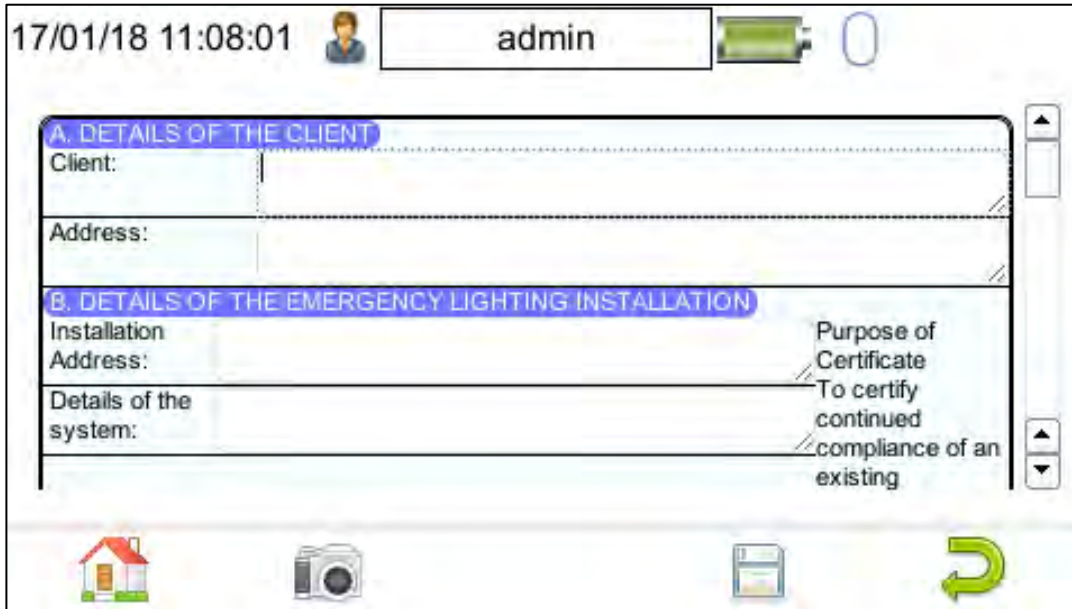 17/01/18 11:08:01
admin
A. DETAILS OF THE CLIENT
Client:
Address:
B. DETAILS OF THE EMERGENCY LIGHTING INSTALLATION
Installation
Address:
Details of the
system:
Purpose of
Certificate
To certify
continued
compliance of an
existing